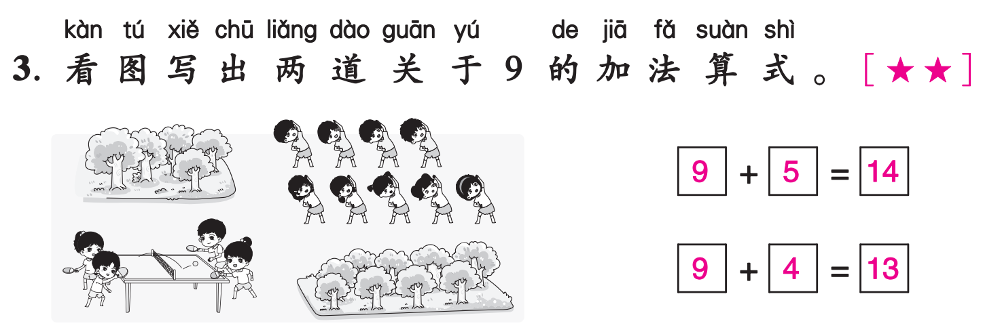 kàn tú xiě chū liǎng dào guān yú de jiā fǎ suàn shì
3. 看图写出两道关于9的加法算式。[★★]
9 + 5 = 14
9 + 4 = 13